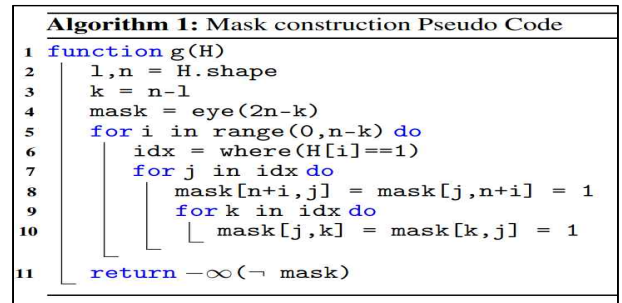 Algorithm 1: Mask construction Pseudo Code
1 function g(H)
2 l,n = H.shape
3 k = n-l
4 mask = eye(2n-k)
5 for i in range(0,n-k) do
6 idx = where(H[i]==1)
7 for j in idx do
8 mask[n+i,j] = mask[j,n+i] = 1
9 for k in idx do
10 mask[j,k] = mask[k,j] = 1
11 return −∞(¬ mask)